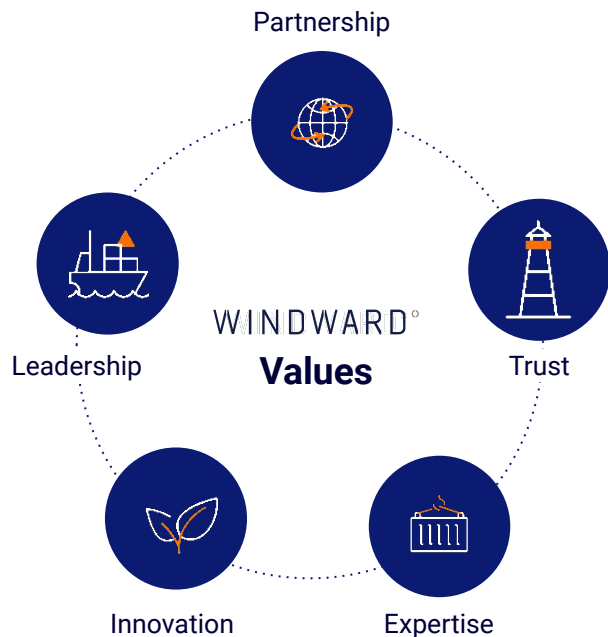 Partnership
WINDWARD°
Values
Leadership
Trust
Innovation
Expertise